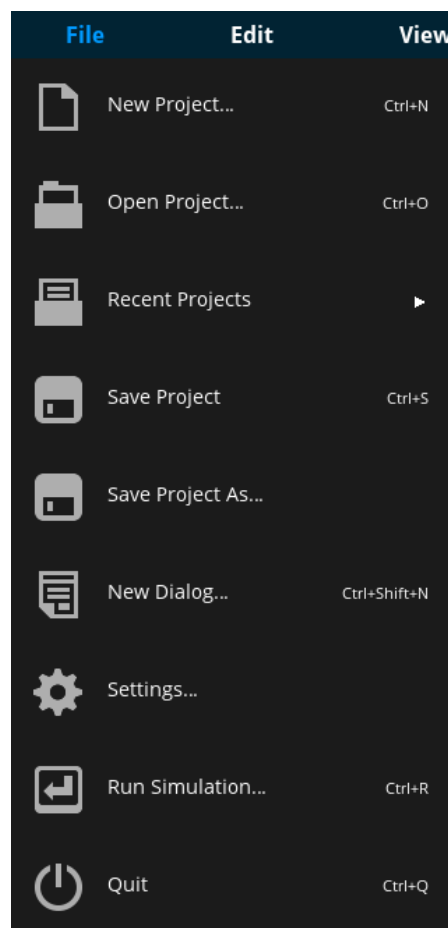 File Edit View
New Project... Ctrl+N
Open Project... Ctrl+O
Recent Projects
Save Project Ctrl+S
Save Project As...
New Dialog... Ctrl+Shift+N
Settings...
Run Simulation... Ctrl+R
Quit Ctrl+Q